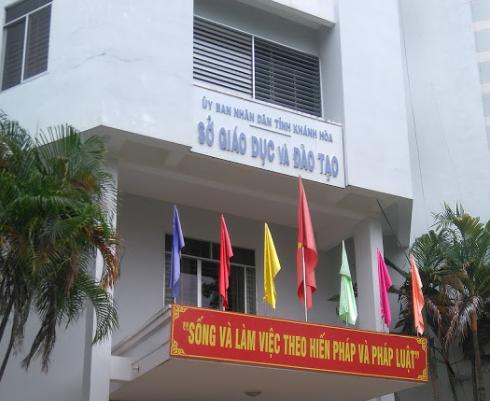 ỦY BAN NHÂN DÂN TỈNH KHÁNH HÒA
SỞ GIÁO DỤC VÀ ĐÀO TẠO
"SỐNG VÀ LÀM VIỆC THEO HIẾN PHÁP VÀ PHÁP LUẬT"